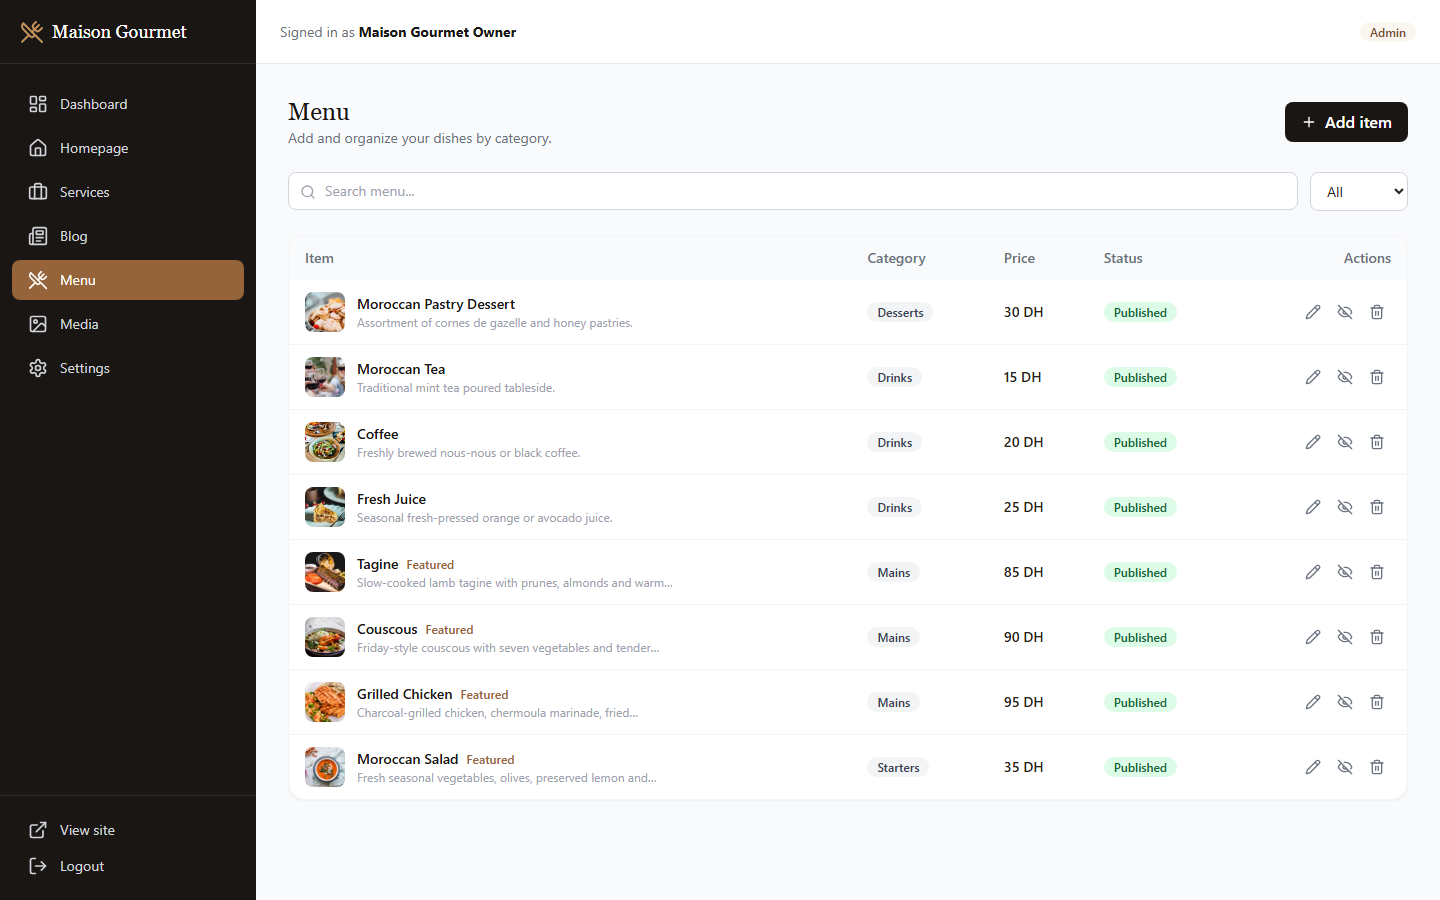 Maison Gourmet
Signed in as Maison Gourmet Owner
Admin
Dashboard
Homepage
Services
Blog
Menu
Media
Settings
View site
Logout
Menu
Add and organize your dishes by category.
+ Add item
Search menu...
All
Item Category Price Status Actions
Moroccan Pastry Dessert
Assortment of cornes de gazelle and honey pastries.
Desserts 30 DH Published
Moroccan Tea
Traditional mint tea poured tableside.
Drinks 15 DH Published
Coffee
Freshly brewed nous-nous or black coffee.
Drinks 20 DH Published
Fresh Juice
Seasonal fresh-pressed orange or avocado juice.
Drinks 25 DH Published
Tagine Featured
Slow-cooked lamb tagine with prunes, almonds and warm...
Mains 85 DH Published
Couscous Featured
Friday-style couscous with seven vegetables and tender...
Mains 90 DH Published
Grilled Chicken Featured
Charcoal-grilled chicken, chermoula marinade, fried...
Mains 95 DH Published
Moroccan Salad Featured
Fresh seasonal vegetables, olives, preserved lemon and...
Starters 35 DH Published